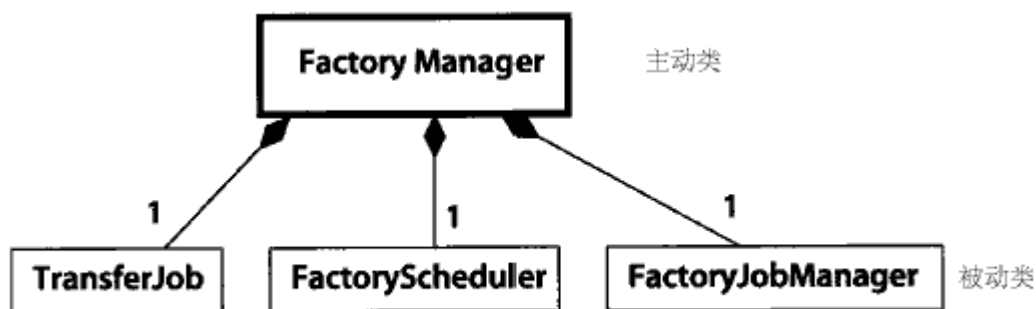 Factory Manager 主动类
1 1 1
TransferJob FactoryScheduler FactoryJobManager 被动类